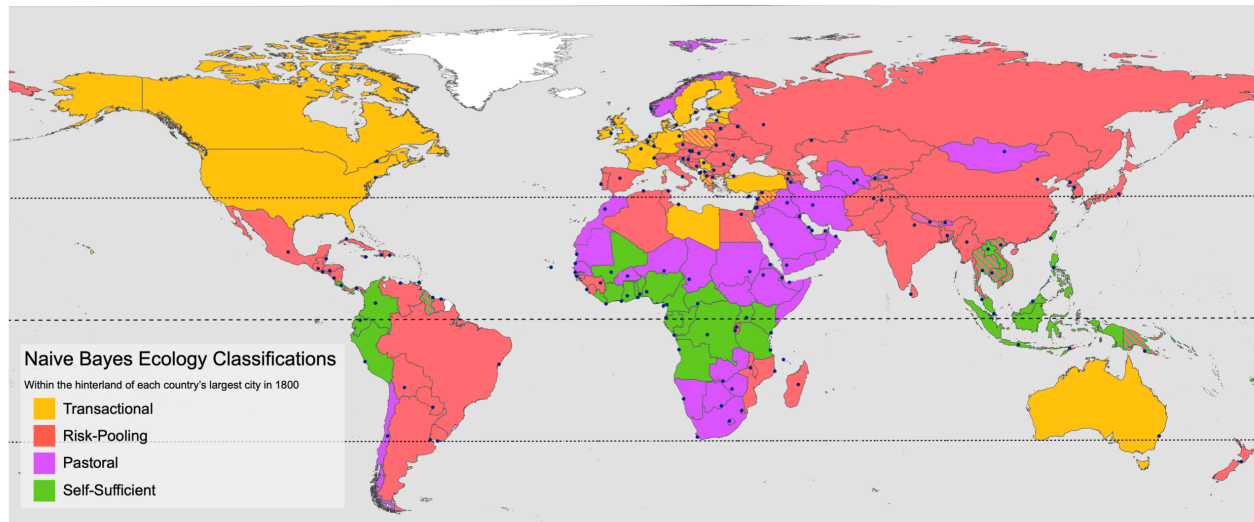 Naive Bayes Ecology Classifications
Within the hinterland of each country's largest city in 1800
Transactional
Risk-Pooling
Pastoral
Self-Sufficient